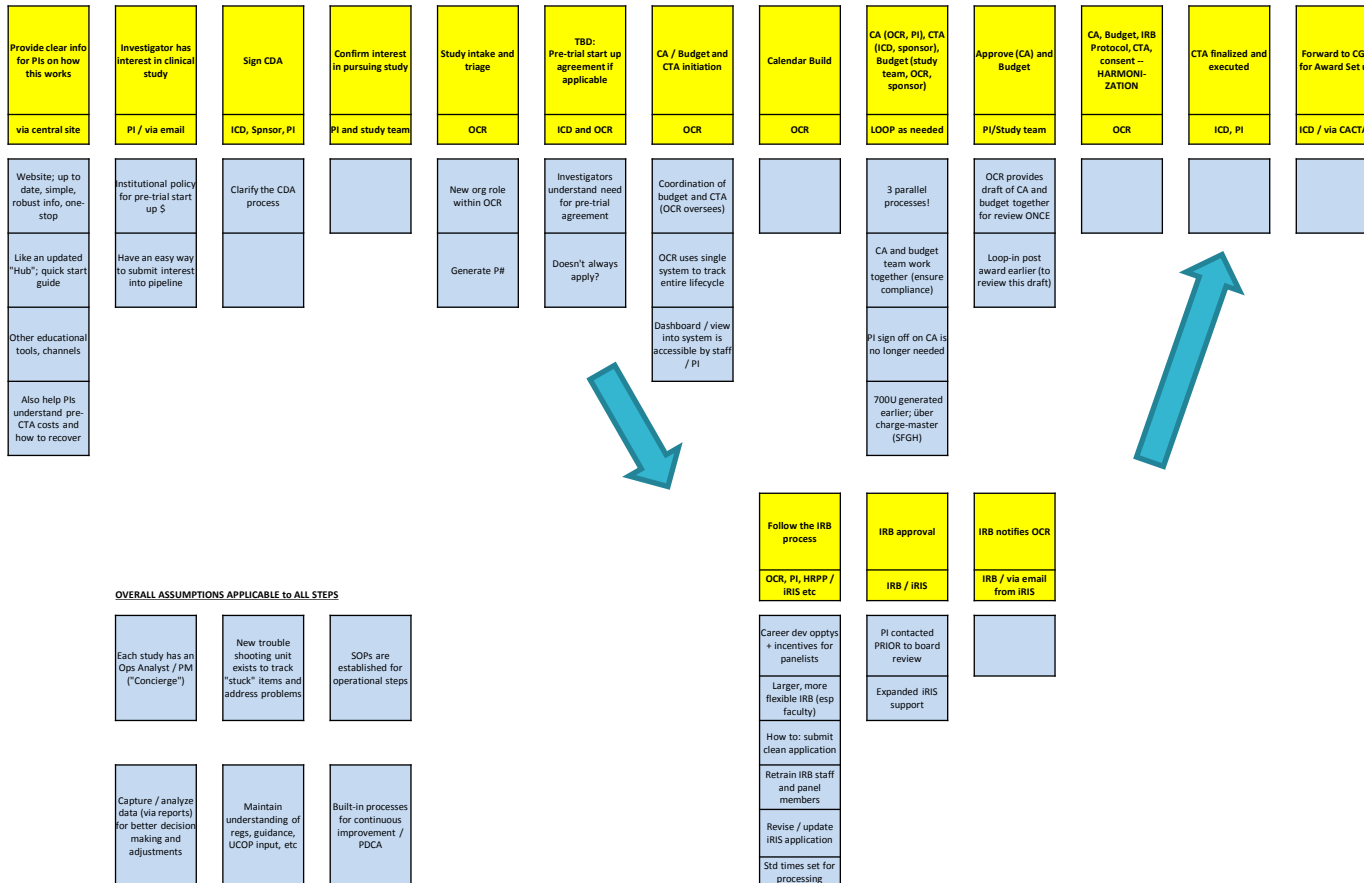 Provide clear info
for PIs on how
this works
via central site
Website; up to
date, simple,
robust info, one-
stop
Like an updated
"Hub"; quick start
guide
Other educational
tools, channels
Also help PIs
understand pre-
CTA costs and
how to recover
Investigator has
interest in clinical
study
PI / via email
Institutional policy
for pre-trial start
up $
Have an easy way
to submit interest
into pipeline
Sign CDA
ICD, Spnsor, PI
Clarify the CDA
process
Confirm interest
in pursuing study
PI and study team
Study intake and
triage
OCR
New org role
within OCR
Generate P#
TBD:
Pre-trial start up
agreement if
applicable
ICD and OCR
Investigators
understand need
for pre-trial
agreement
Doesn't always
apply?
CA / Budget and
CTA initiation
OCR
Coordination of
budget and CTA
(OCR oversees)
OCR uses single
system to track
entire lifecycle
Dashboard / view
into system is
accessible by staff
/ PI
Calendar Build
OCR
CA (OCR, PI), CTA
(ICD, sponsor),
Budget (study
team, OCR,
sponsor)
LOOP as needed
3 parallel
processes!
CA and budget
team work
together (ensure
compliance)
PI sign off on CA is
no longer needed
700U generated
earlier; über
charge-master
(SFGH)
Approve (CA) and
Budget
PI/Study team
OCR provides
draft of CA and
budget together
for review ONCE
Loop-in post
award earlier (to
review this draft)
CA, Budget, IRB
Protocol, CTA,
consent --
HARMONI-
ZATION
OCR
CTA finalized and
executed
ICD, PI
Forward to CG
for Award Set
ICD / via CACTA
Follow the IRB
process
OCR, PI, HRPP /
iRIS etc
Career dev opptys
+ incentives for
panelists
Larger, more
flexible IRB (esp
faculty)
How to: submit
clean application
Retrain IRB staff
and panel
members
Revise / update
iRIS application
Std times set for
processing
IRB approval
IRB / iRIS
PI contacted
PRIOR to board
review
Expanded iRIS
support
IRB notifies OCR
IRB / via email
from iRIS
OVERALL ASSUMPTIONS APPLICABLE to ALL STEPS
Each study has an
Ops Analyst / PM
("Concierge")
New trouble
shooting unit
exists to track
"stuck" items and
address problems
SOPs are
established for
operational steps
Capture / analyze
data (via reports)
for better decision
making and
adjustments
Maintain
understanding of
regs, guidance,
UCOP input, etc
Built-in processes
for continuous
improvement /
PDCA